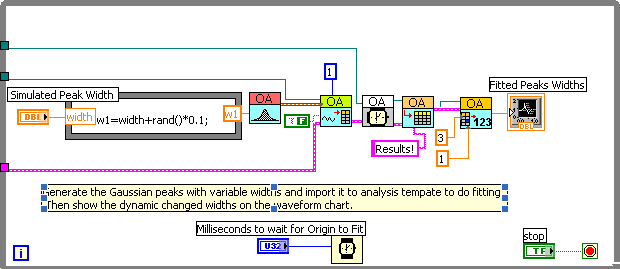 1
Fitted Peaks Widths
Simulated Peak Width
OA
OA
OA
OA
OA
DBL
width
w1=width+rand()*0.1;
w1
T F
123
DBL
3
Results!
1
Generate the Gaussian peaks with variable widths and import it to analysis tempate to do fitting.
Then show the dynamic changed widths on the waveform chart.
Milliseconds to wait for Origin to Fit
stop
i
U32
TF